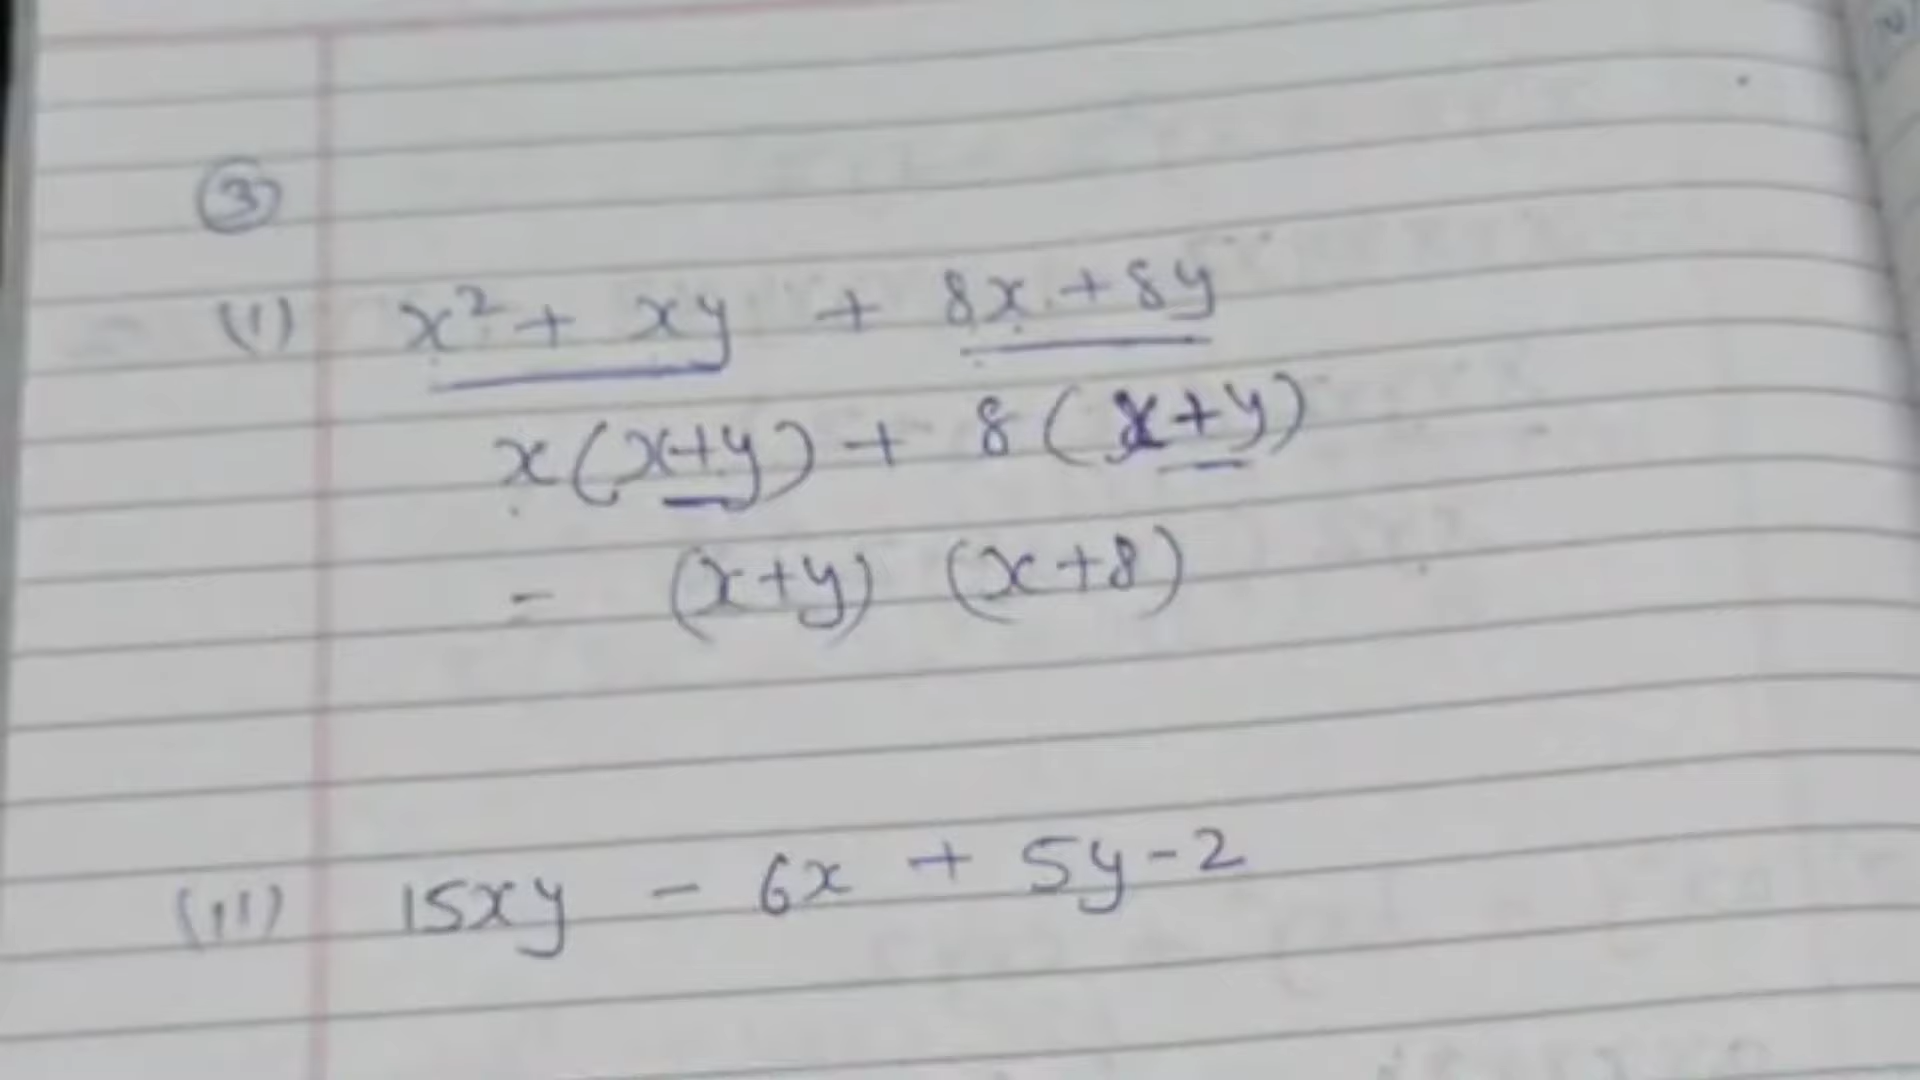 ③
(i) x² + xy + 8x + 8y
x(x+y) + 8(x+y)
= (x+y) (x+8)
(ii) 15xy - 6x + 5y - 2